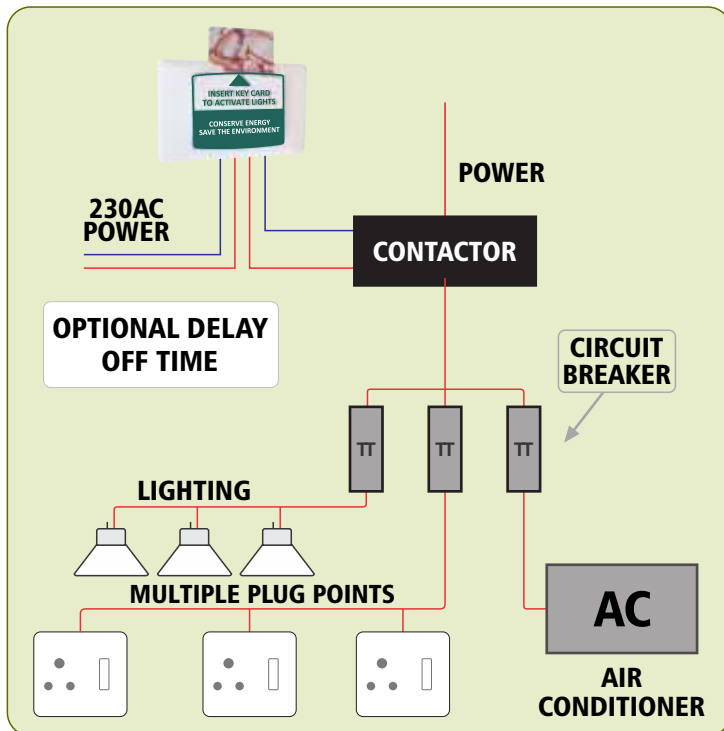 INSERT KEY CARD
TO ACTIVATE LIGHTS
CONSERVE ENERGY
SAVE THE ENVIRONMENT
POWER
230AC
POWER
CONTACTOR
OPTIONAL DELAY
OFF TIME
CIRCUIT
BREAKER
LIGHTING
MULTIPLE PLUG POINTS
AC
AIR
CONDITIONER